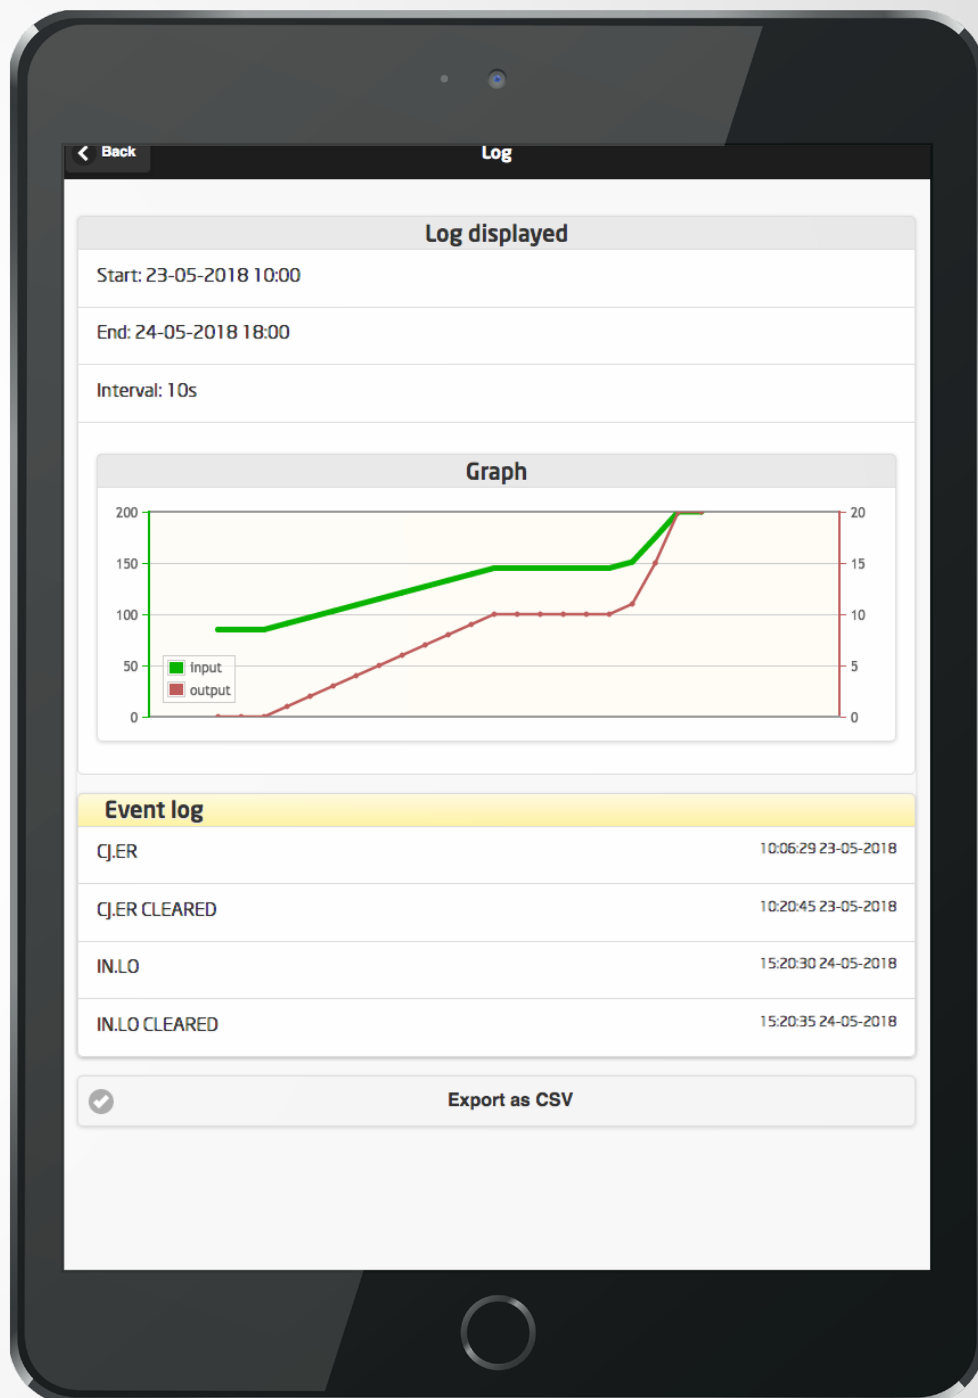 Back
Log
Log displayed
Start: 23-05-2018 10:00
End: 24-05-2018 18:00
Interval: 10s
Graph
200
150
100
50
0
20
15
10
5
0
input
output
Event log
CJ.ER 10:06:29 23-05-2018
CJ.ER CLEARED 10:20:45 23-05-2018
IN.LO 15:20:30 24-05-2018
IN.LO CLEARED 15:20:35 24-05-2018
Export as CSV